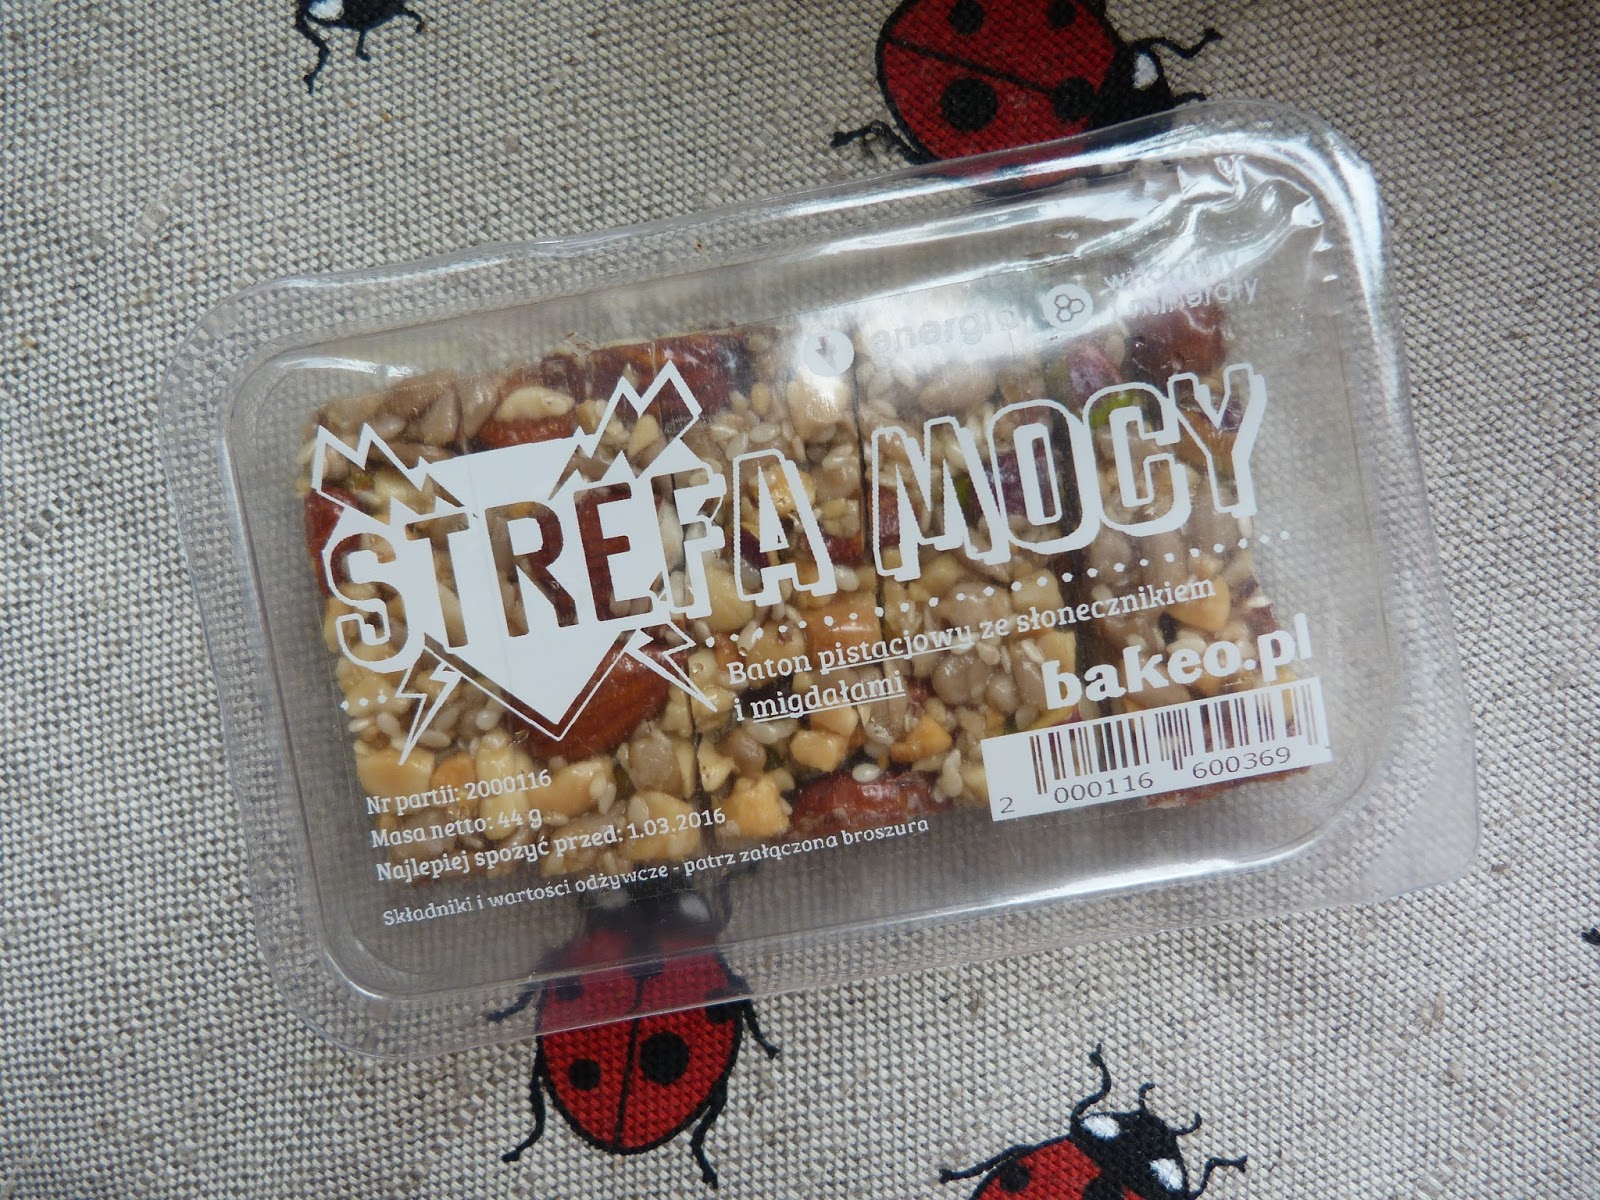 energia
witaminy
i minerały
STREFA MOCY
Baton pistacjowy ze słonecznikiem
i migdałami
bakeo.pl
2 000116 600369
Nr partii: 2000116
Masa netto: 44 g
Najlepiej spożyć przed: 1.03.2016
Składniki i wartości odżywcze - patrz załączona broszura